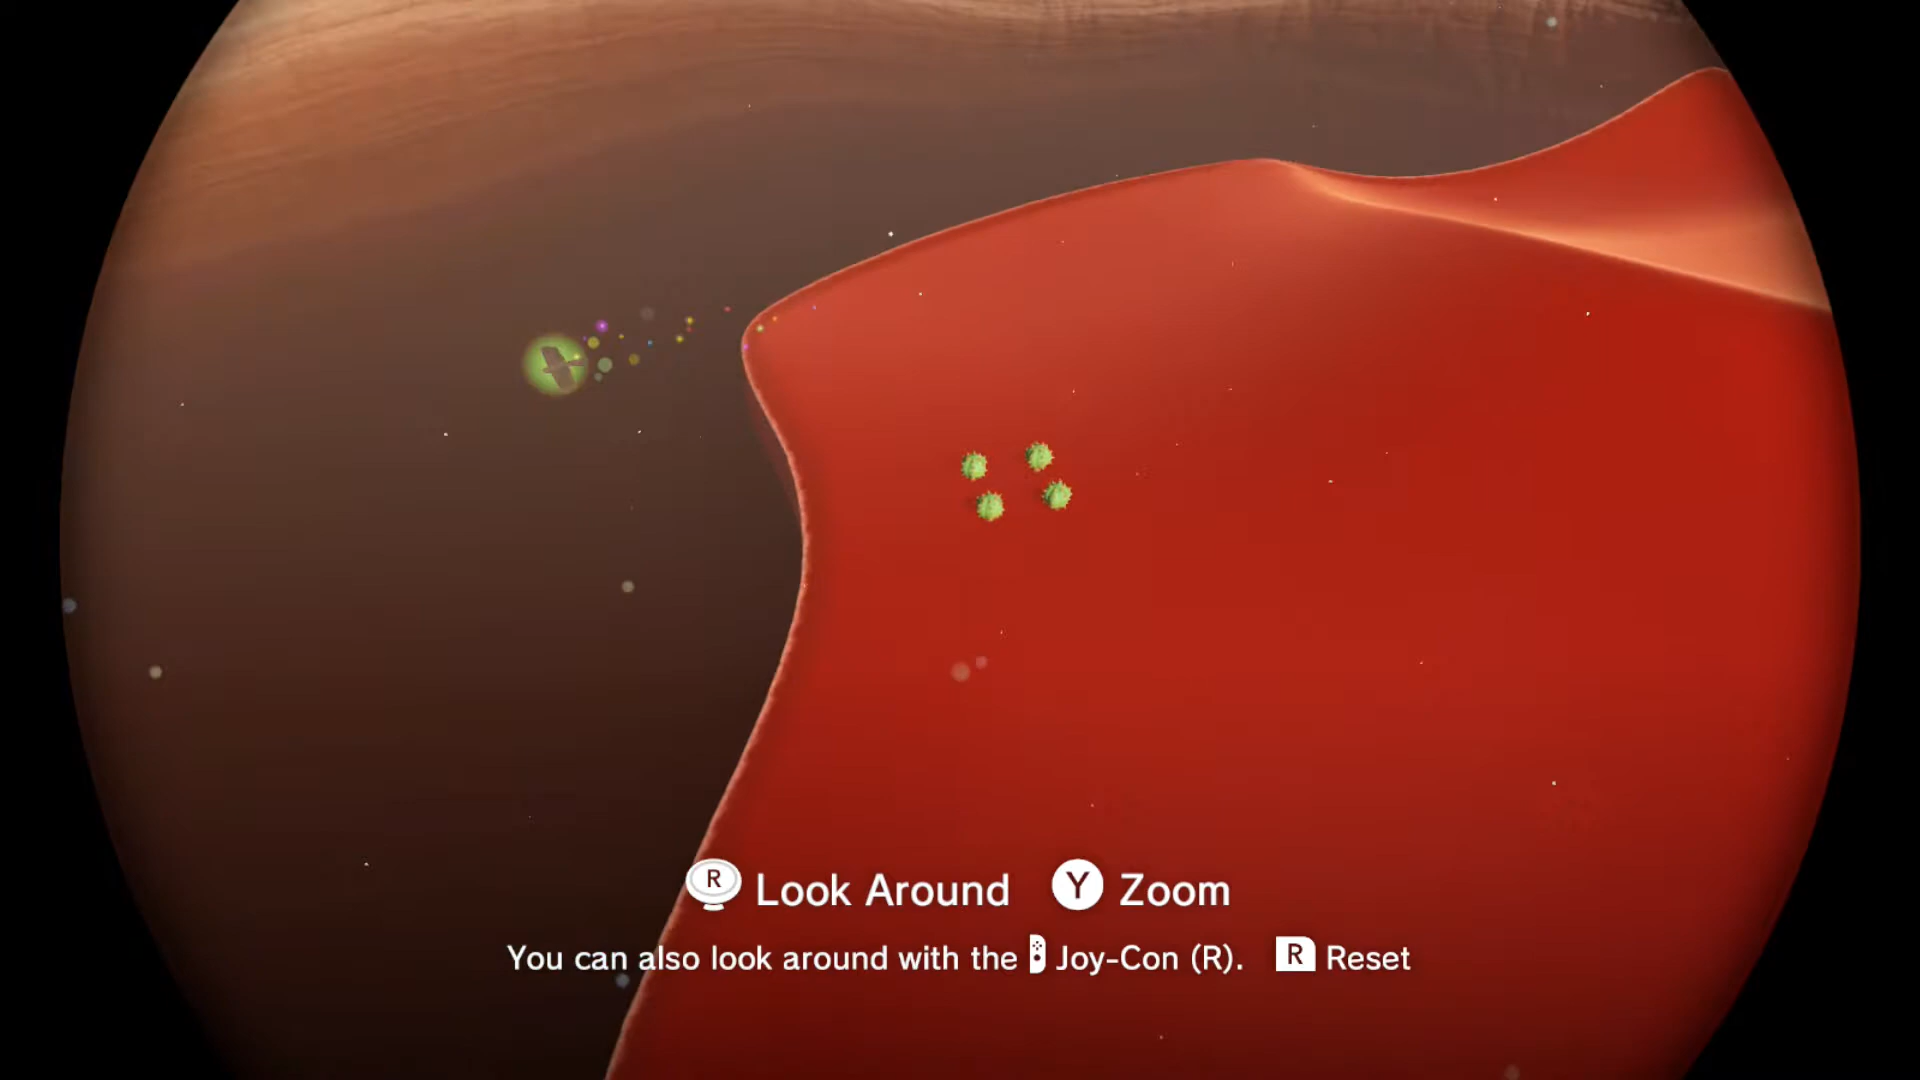 R Look Around Y Zoom
You can also look around with the Joy-Con (R). R Reset